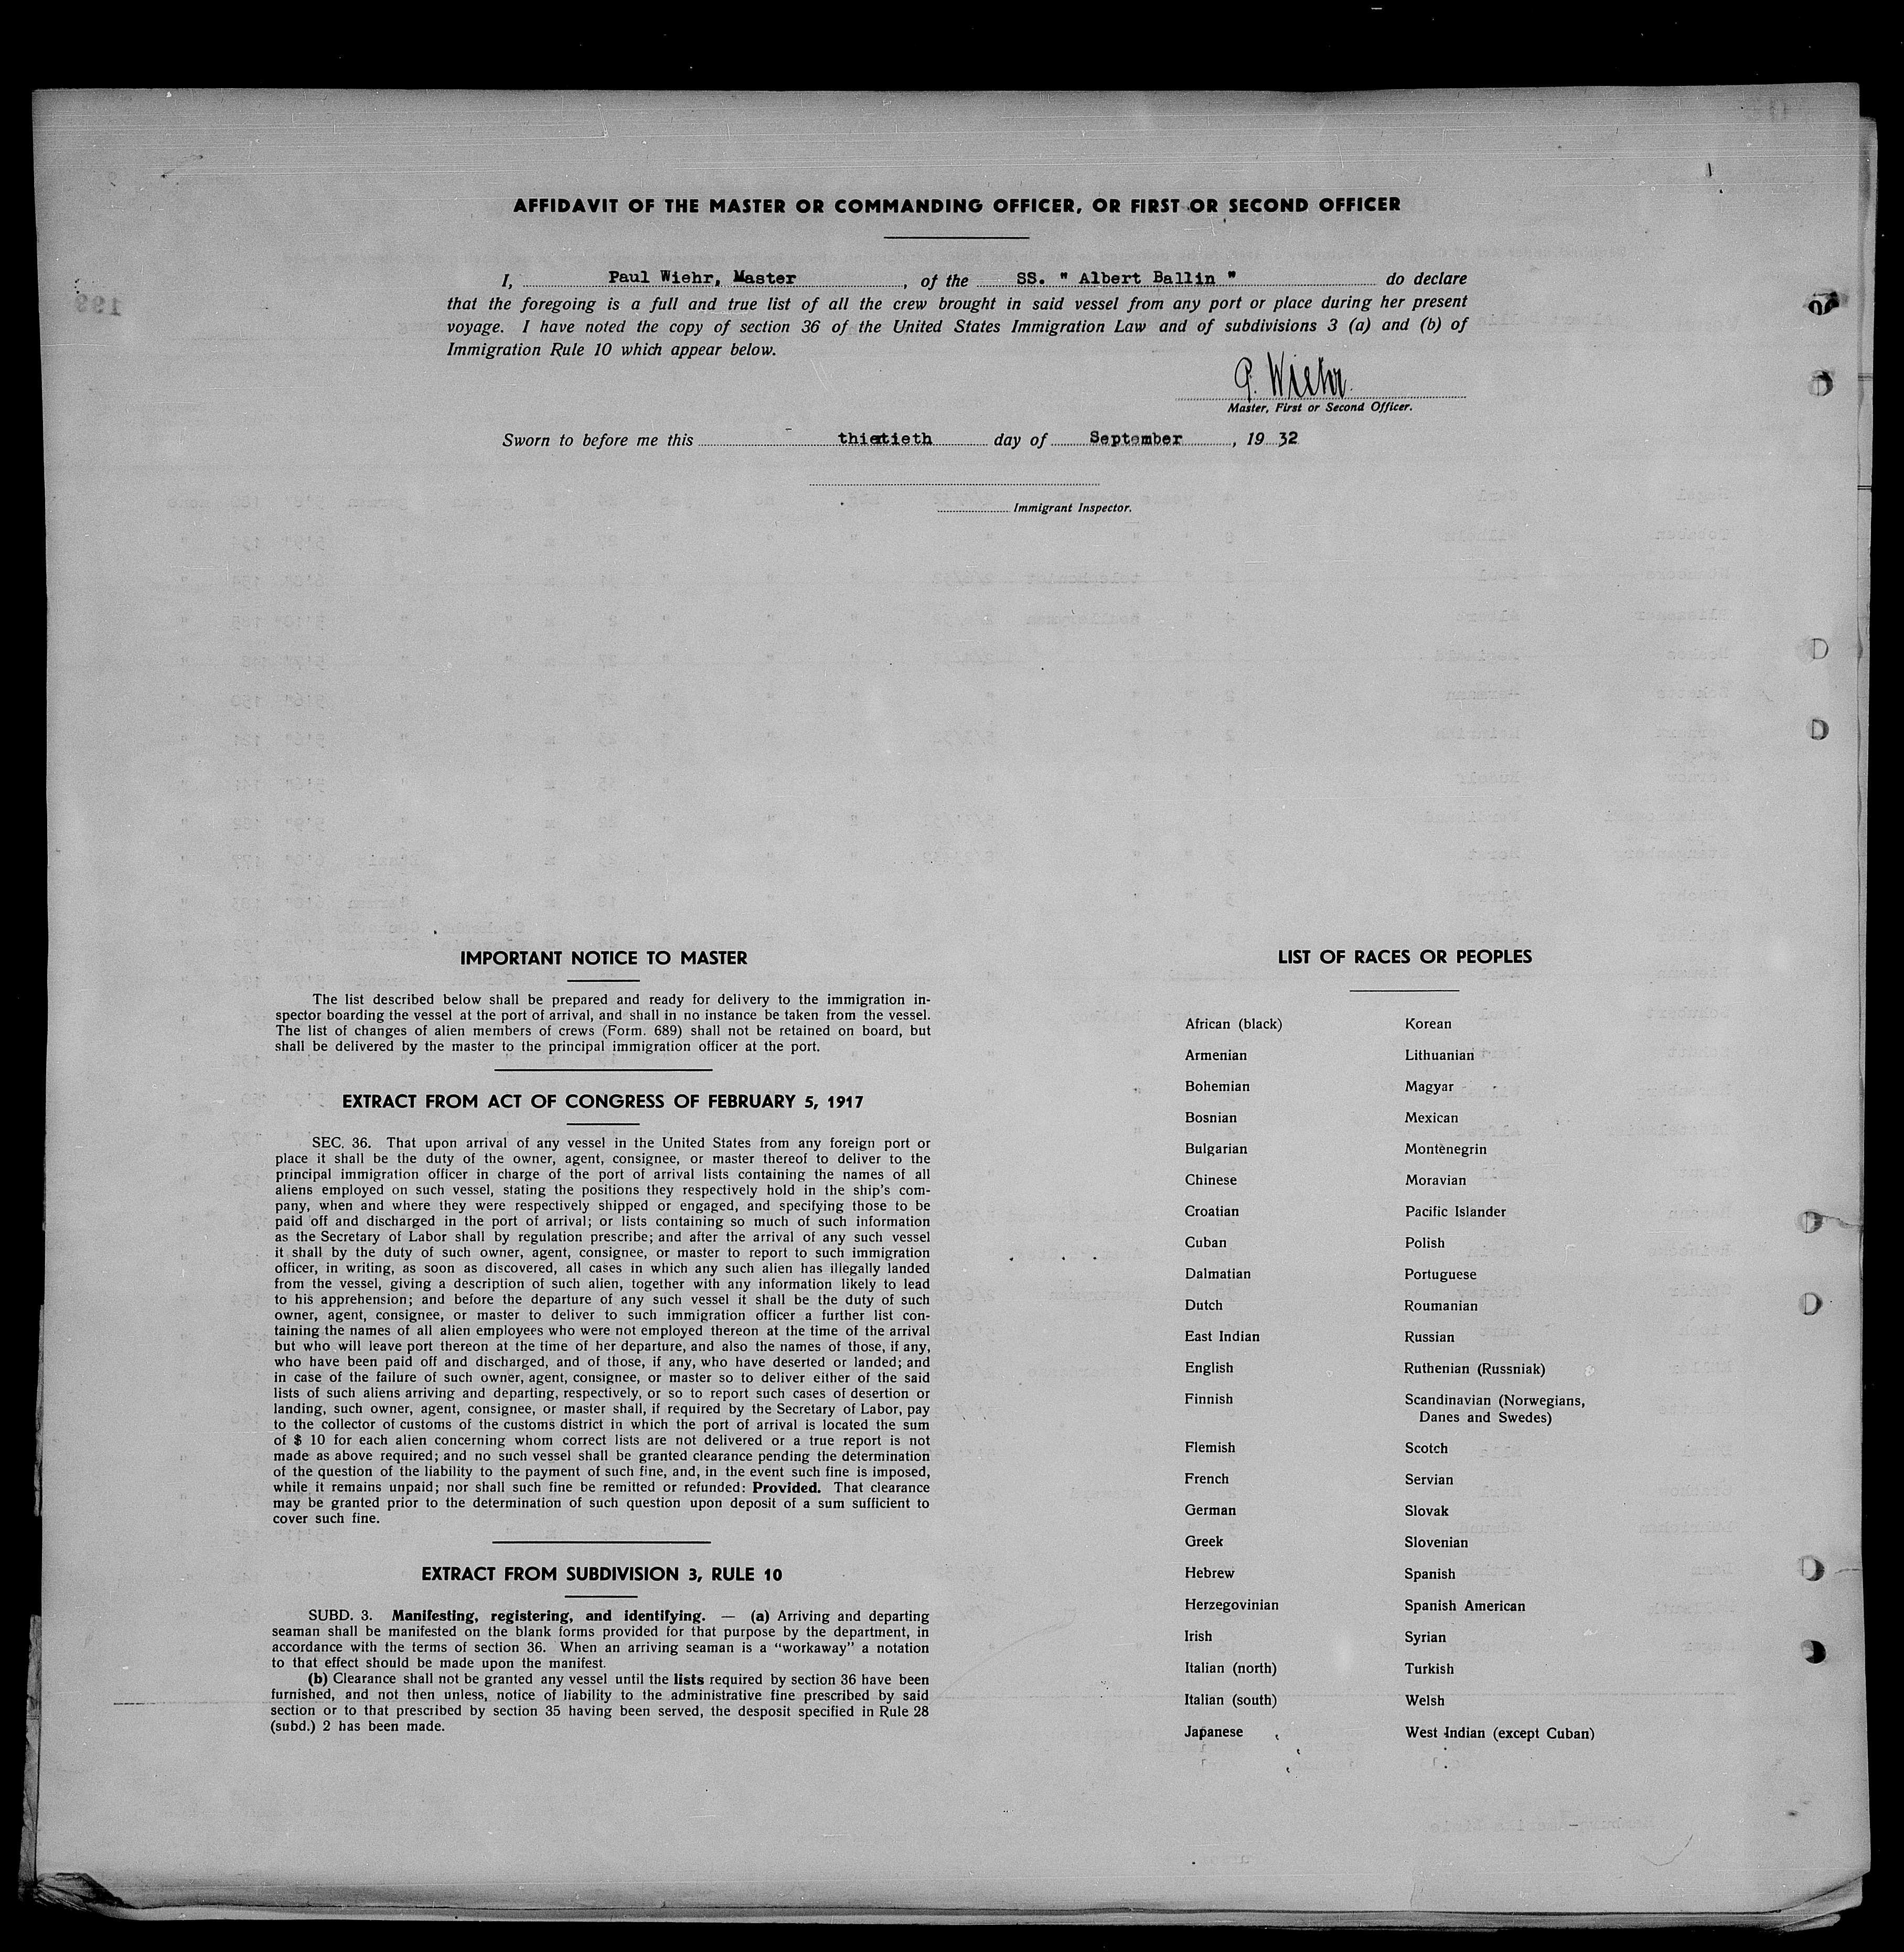 AFFIDAVIT OF THE MASTER OR COMMANDING OFFICER, OR FIRST OR SECOND OFFICER
I, Paul Wiehr, Master, of the SS. " Albert Ballin " do declare
that the foregoing is a full and true list of all the crew brought in said vessel from any port or place during her present
voyage. I have noted the copy of section 36 of the United States Immigration Law and of subdivisions 3 (a) and (b) of
Immigration Rule 10 which appear below.
P. Wiehr.
Master, First or Second Officer.
Sworn to before me this thirtieth day of September, 19 32
Immigrant Inspector.
IMPORTANT NOTICE TO MASTER
The list described below shall be prepared and ready for delivery to the immigration in-
spector boarding the vessel at the port of arrival, and shall in no instance be taken from the vessel.
The list of changes of alien members of crews (Form. 689) shall not be retained on board, but
shall be delivered by the master to the principal immigration officer at the port.
EXTRACT FROM ACT OF CONGRESS OF FEBRUARY 5, 1917
SEC. 36. That upon arrival of any vessel in the United States from any foreign port or
place it shall be the duty of the owner, agent, consignee, or master thereof to deliver to the
principal immigration officer in charge of the port of arrival lists containing the names of all
aliens employed on such vessel, stating the positions they respectively hold in the ship's com-
pany, when and where they were respectively shipped or engaged, and specifying those to be
paid off and discharged in the port of arrival; or lists containing so much of such information
as the Secretary of Labor shall by regulation prescribe; and after the arrival of any such vessel
it shall by the duty of such owner, agent, consignee, or master to report to such immigration
officer, in writing, as soon as discovered, all cases in which any such alien has illegally landed
from the vessel, giving a description of such alien, together with any information likely to lead
to his apprehension; and before the departure of any such vessel it shall be the duty of such
owner, agent, consignee, or master to deliver to such immigration officer a further list con-
taining the names of all alien employees who were not employed thereon at the time of the arrival
but who will leave port thereon at the time of her departure, and also the names of those, if any,
who have been paid off and discharged, and of those, if any, who have deserted or landed; and
in case of the failure of such owner, agent, consignee, or master so to deliver either of the said
lists of such aliens arriving and departing, respectively, or so to report such cases of desertion or
landing, such owner, agent, consignee, or master shall, if required by the Secretary of Labor, pay
to the collector of customs of the customs district in which the port of arrival is located the sum
of $ 10 for each alien concerning whom correct lists are not delivered or a true report is not
made as above required; and no such vessel shall be granted clearance pending the determination
of the question of the liability to the payment of such fine, and, in the event such fine is imposed,
while it remains unpaid; nor shall such fine be remitted or refunded: Provided. That clearance
may be granted prior to the determination of such question upon deposit of a sum sufficient to
cover such fine.
EXTRACT FROM SUBDIVISION 3, RULE 10
SUBD. 3. Manifesting, registering, and identifying. — (a) Arriving and departing
seaman shall be manifested on the blank forms provided for that purpose by the department, in
accordance with the terms of section 36. When an arriving seaman is a "workaway" a notation
to that effect should be made upon the manifest.
(b) Clearance shall not be granted any vessel until the lists required by section 36 have been
furnished, and not then unless, notice of liability to the administrative fine prescribed by said
section or to that prescribed by section 35 having been served, the desposit specified in Rule 28
(subd.) 2 has been made.
LIST OF RACES OR PEOPLES
African (black)
Armenian
Bohemian
Bosnian
Bulgarian
Chinese
Croatian
Cuban
Dalmatian
Dutch
East Indian
English
Finnish
Flemish
French
German
Greek
Hebrew
Herzegovinian
Irish
Italian (north)
Italian (south)
Japanese
Korean
Lithuanian
Magyar
Mexican
Montenegrin
Moravian
Pacific Islander
Polish
Portuguese
Roumanian
Russian
Ruthenian (Russniak)
Scandinavian (Norwegians,
Danes and Swedes)
Scotch
Servian
Slovak
Slovenian
Spanish
Spanish American
Syrian
Turkish
Welsh
West Indian (except Cuban)